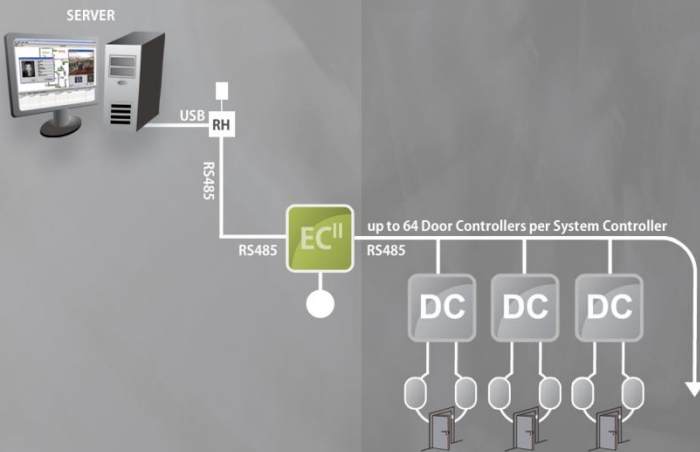 SERVER
USB
RH
RS485
RS485
EC II
up to 64 Door Controllers per System Controller
RS485
DC
DC
DC